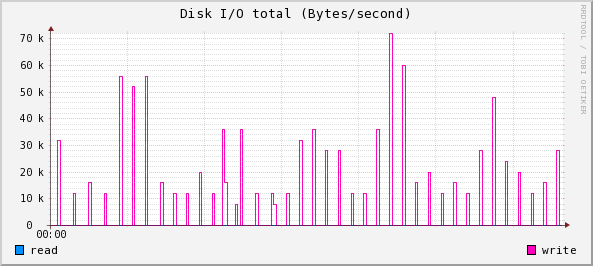 Disk I/O total (Bytes/second)
RRDTOOL / TOBI OETIKER
70 k
60 k
50 k
40 k
30 k
20 k
10 k
0
00:00
read
write